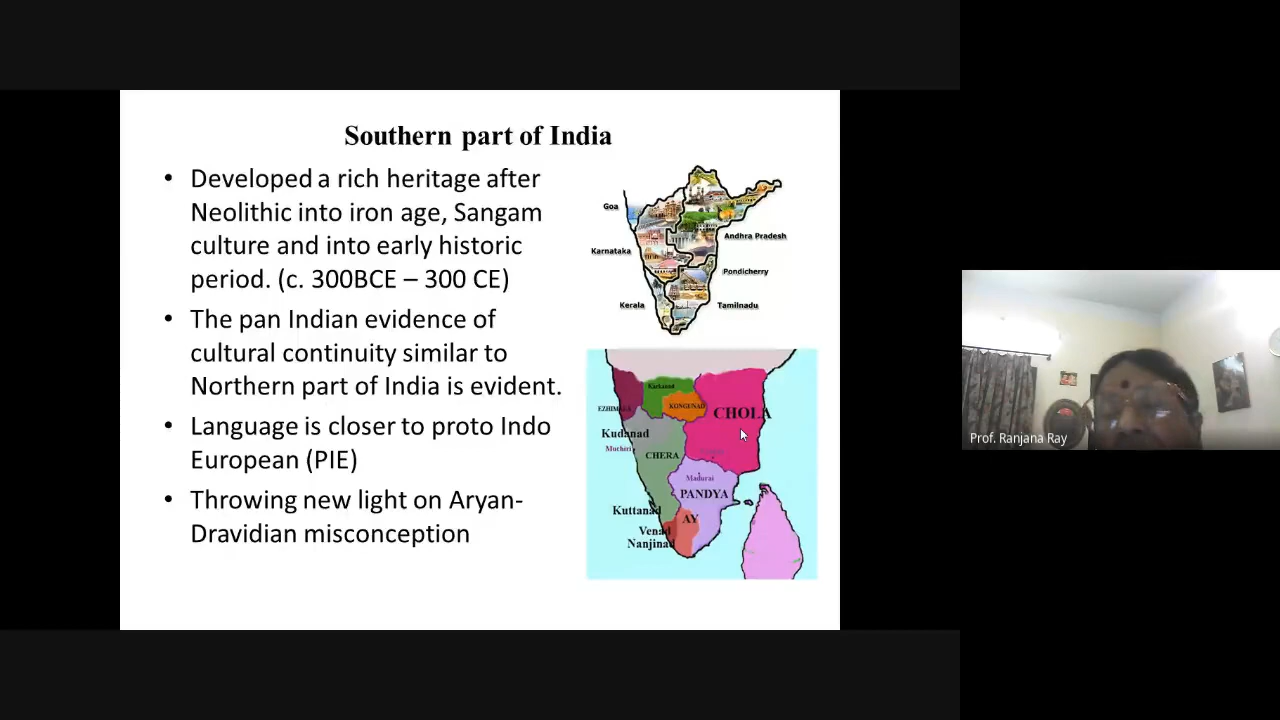 Southern part of India
• Developed a rich heritage after
Neolithic into iron age, Sangam
culture and into early historic
period. (c. 300BCE – 300 CE)
• The pan Indian evidence of
cultural continuity similar to
Northern part of India is evident.
• Language is closer to proto Indo
European (PIE)
• Throwing new light on Aryan-
Dravidian misconception
Goa
Andhra Pradesh
Karnataka
Pondicherry
Kerala
Tamilnadu
KONGUNAD
CHOLA
Kudanad
Muchiri
CHERA
Madurai
PANDYA
Kuttanad
AY
Venad
Nanjinad
Prof. Ranjana Ray